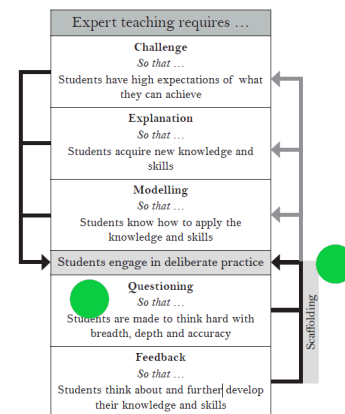 Expert teaching requires …
Challenge
So that …
Students have high expectations of what
they can achieve
Explanation
So that …
Students acquire new knowledge and
skills
Modelling
So that …
Students know how to apply the
knowledge and skills
Students engage in deliberate practice
Questioning
So that …
Students are made to think hard with
breadth, depth and accuracy
Feedback
So that …
Students think about and further develop
their knowledge and skills
Scaffolding